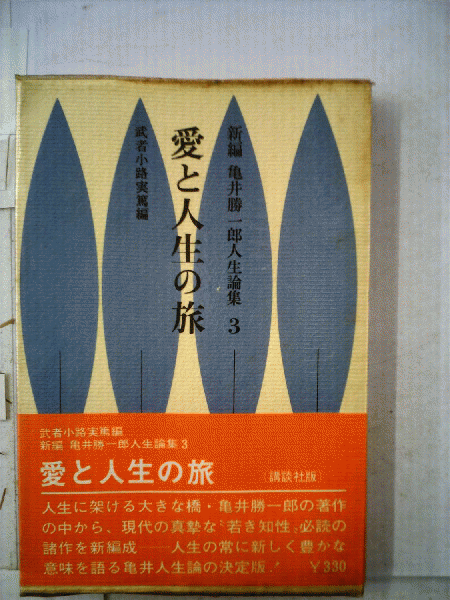 新編 亀井勝一郎人生論集 3
愛と人生の旅
武者小路実篤編
武者小路実篤編
新編 亀井勝一郎人生論集3
愛と人生の旅
(講談社版)
人生に架ける大きな橋・亀井勝一郎の著作
の中から、現代の真摯な“若き知性”必読の
諸作を新編成──人生の常に新しく豊かな
意味を語る亀井人生論の決定版.!
￥330